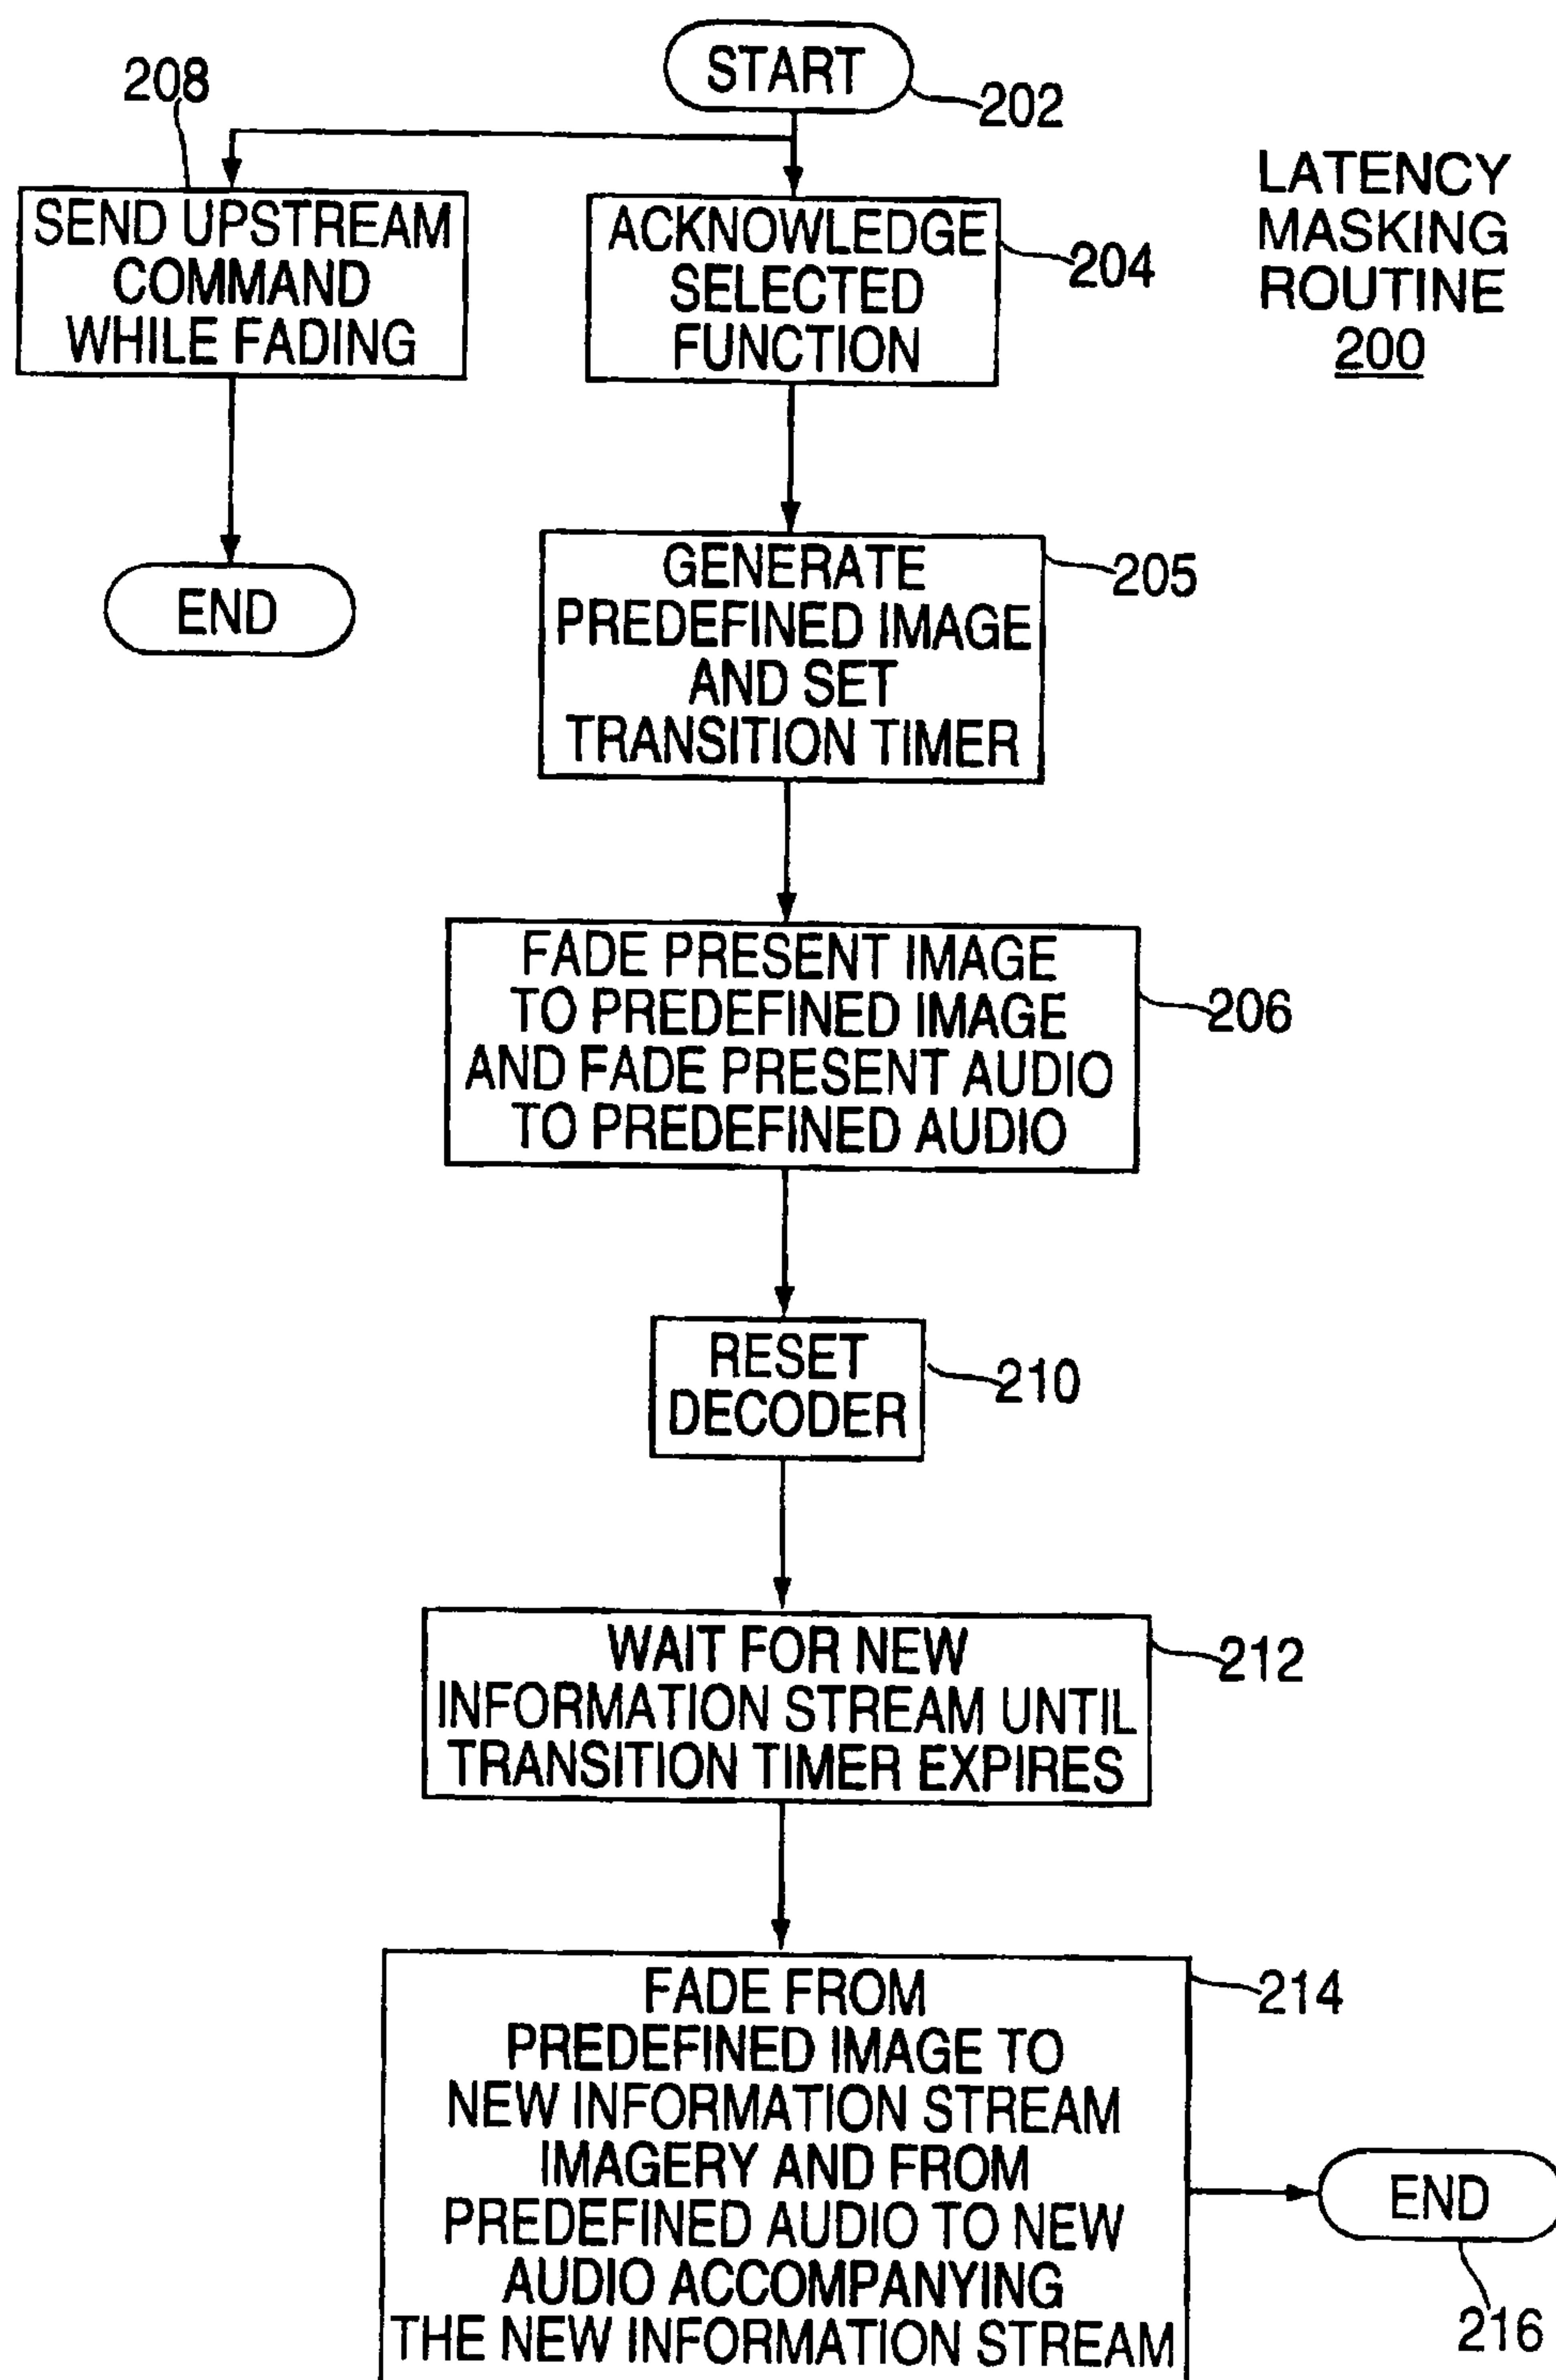 START
202
208
LATENCY
MASKING
ROUTINE
200
SEND UPSTREAM
COMMAND
WHILE FADING
ACKNOWLEDGE
SELECTED
FUNCTION
204
END
GENERATE
PREDEFINED IMAGE
AND SET
TRANSITION TIMER
205
FADE PRESENT IMAGE
TO PREDEFINED IMAGE
AND FADE PRESENT AUDIO
TO PREDEFINED AUDIO
206
RESET
DECODER
210
WAIT FOR NEW
INFORMATION STREAM UNTIL
TRANSITION TIMER EXPIRES
212
FADE FROM
PREDEFINED IMAGE TO
NEW INFORMATION STREAM
IMAGERY AND FROM
PREDEFINED AUDIO TO NEW
AUDIO ACCOMPANYING
THE NEW INFORMATION STREAM
214
END
216